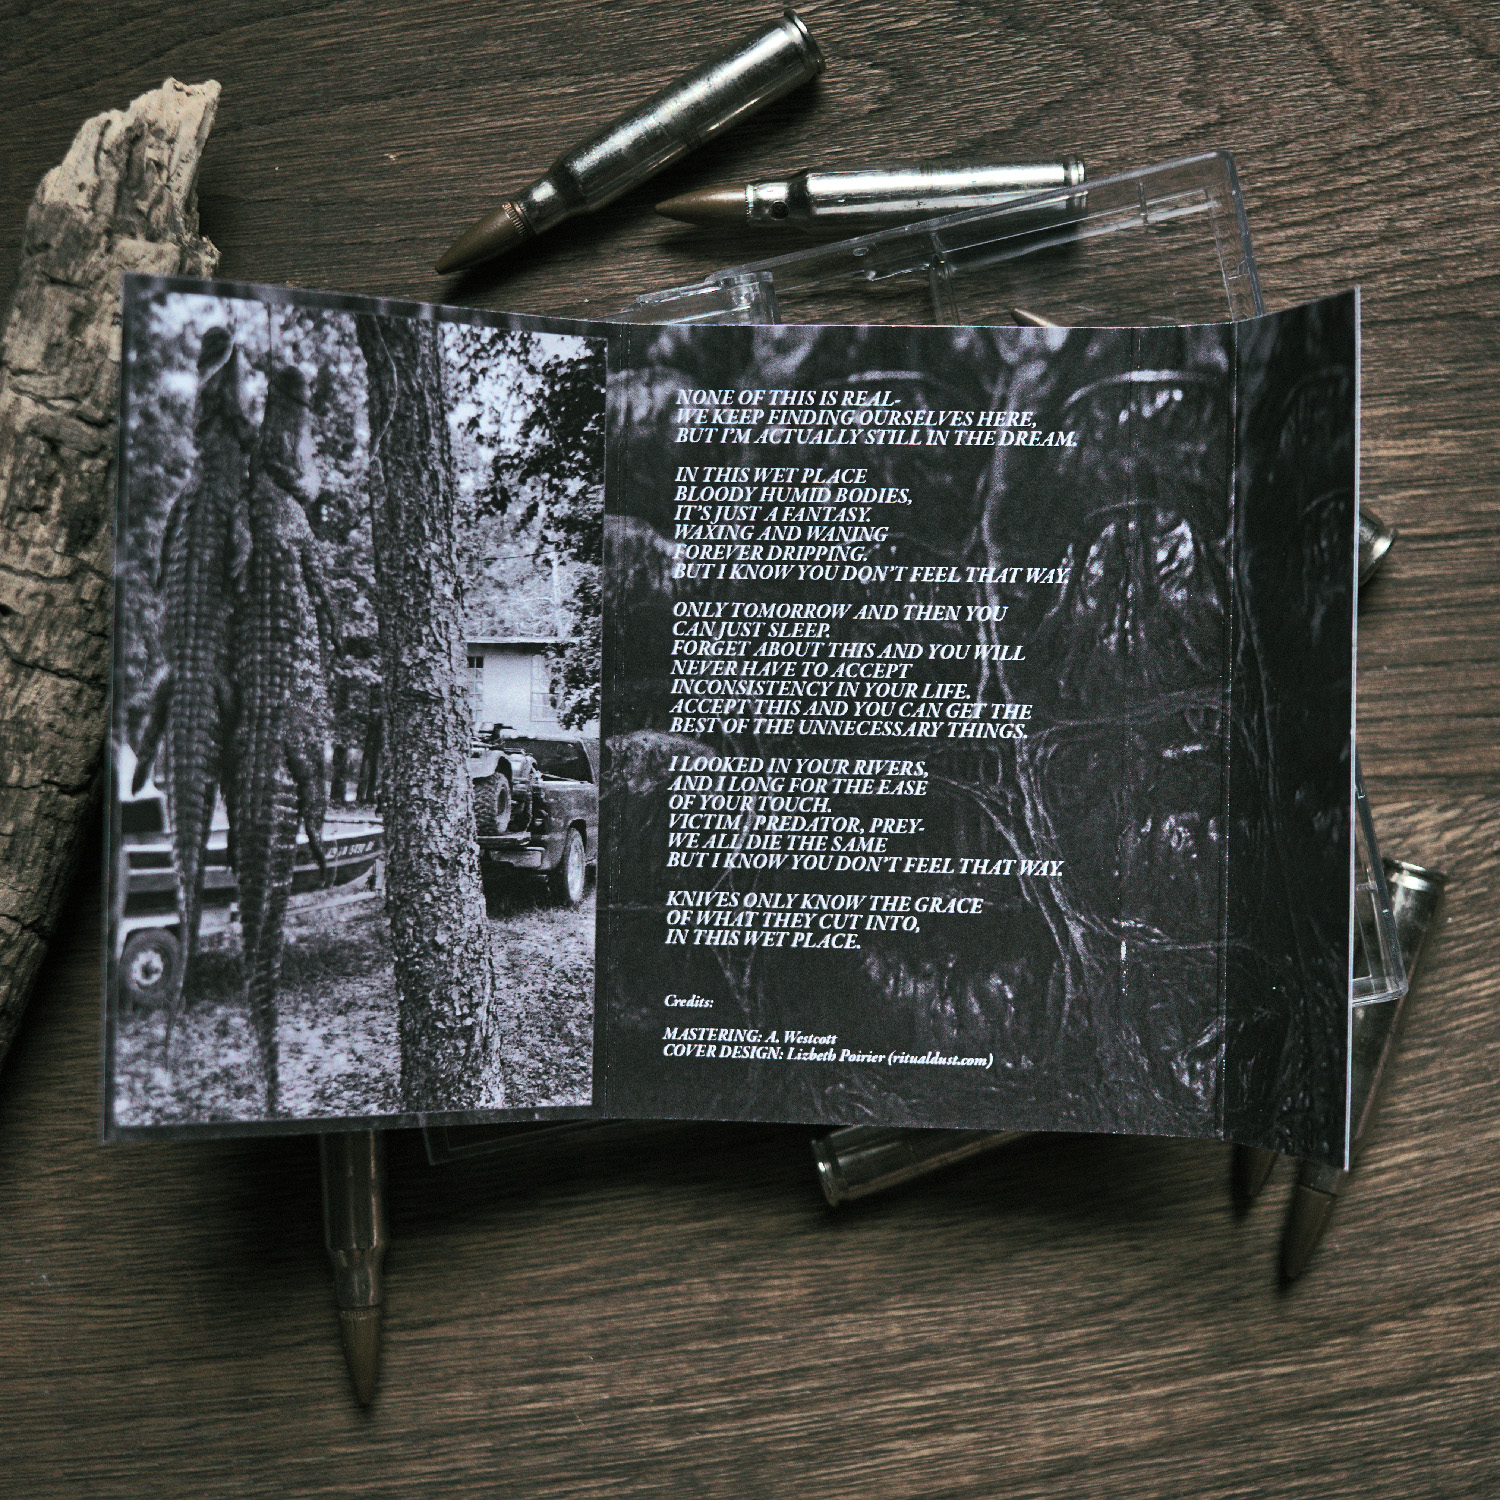 NONE OF THIS IS REAL-
WE KEEP FINDING OURSELVES HERE,
BUT I'M ACTUALLY STILL IN THE DREAM.
IN THIS WET PLACE
BLOODY HUMID BODIES,
IT'S JUST A FANTASY.
WAXING AND WANING
FOREVER DRIPPING.
BUT I KNOW YOU DON'T FEEL THAT WAY.
ONLY TOMORROW AND THEN YOU
CAN JUST SLEEP.
FORGET ABOUT THIS AND YOU WILL
NEVER HAVE TO ACCEPT
INCONSISTENCY IN YOUR LIFE.
ACCEPT THIS AND YOU CAN GET THE
BEST OF THE UNNECESSARY THINGS.
I LOOKED IN YOUR RIVERS,
AND I LONG FOR THE EASE
OF YOUR TOUCH.
VICTIM, PREDATOR, PREY-
WE ALL DIE THE SAME
BUT I KNOW YOU DON'T FEEL THAT WAY.
KNIVES ONLY KNOW THE GRACE
OF WHAT THEY CUT INTO,
IN THIS WET PLACE.
Credits:
MASTERING: A. Westcott
COVER DESIGN: Lizbeth Poirier (ritualdust.com)